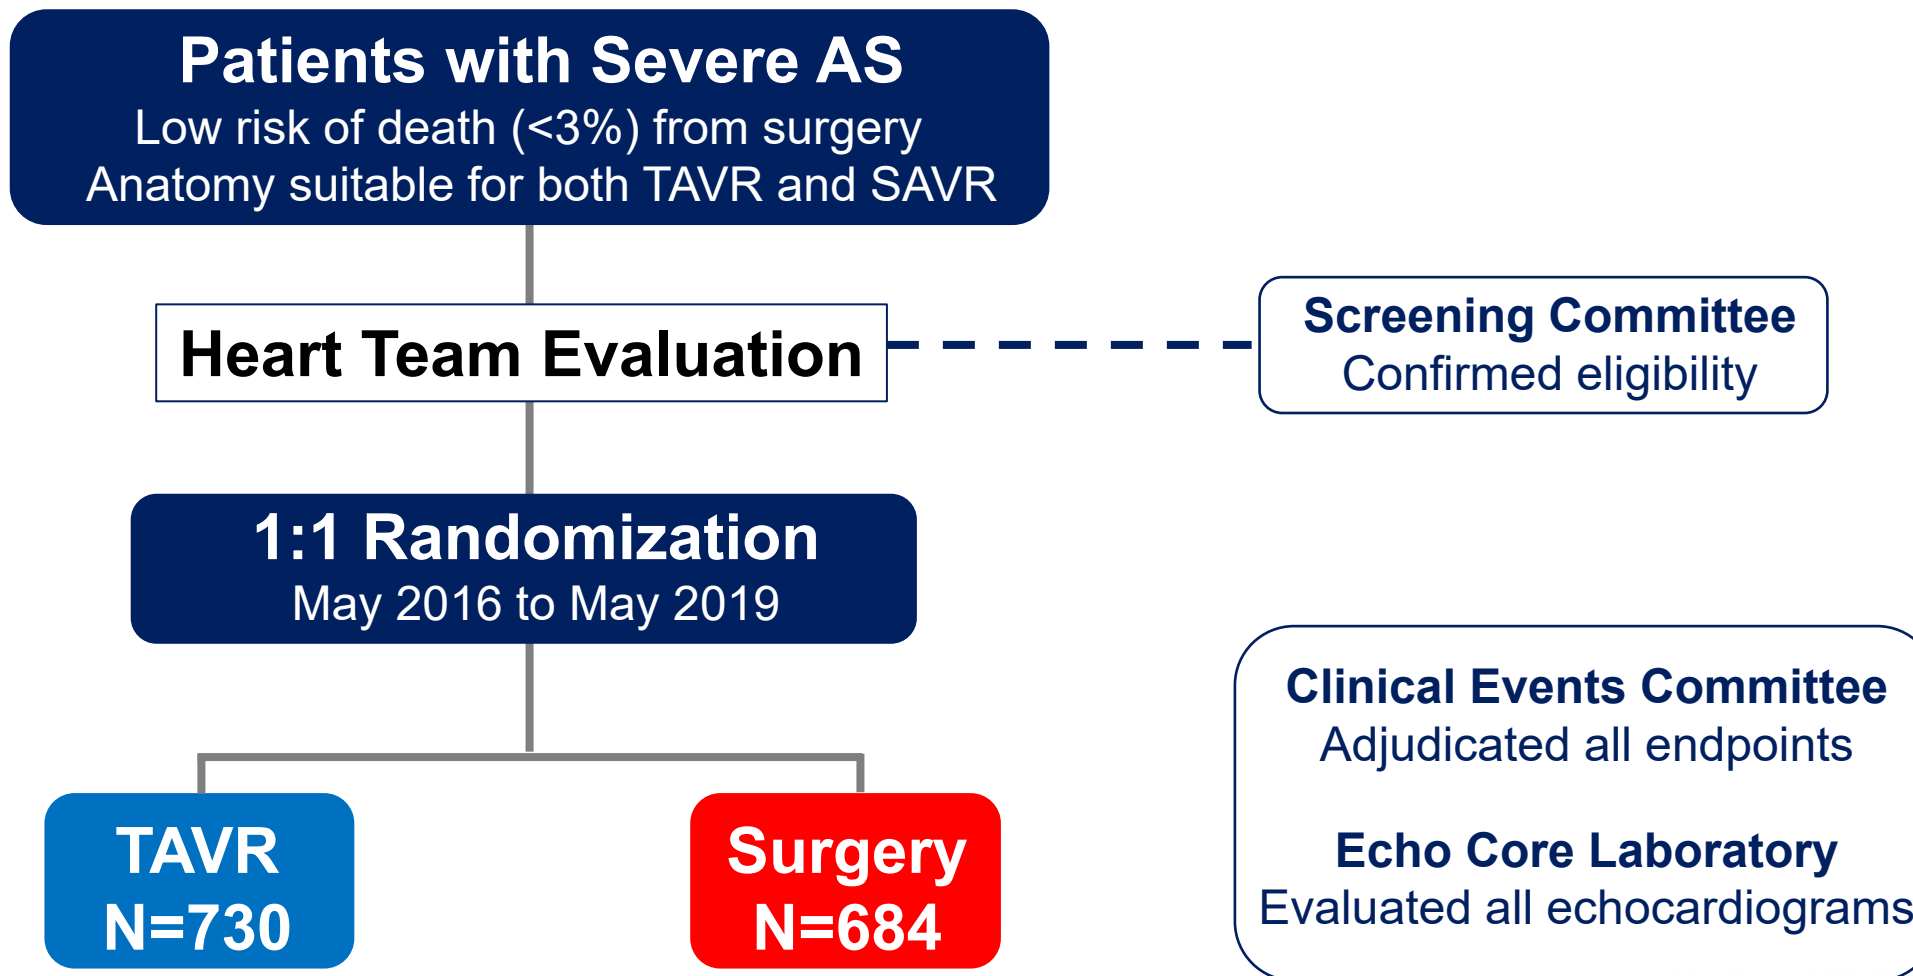 Patients with Severe AS
Low risk of death (<3%) from surgery
Anatomy suitable for both TAVR and SAVR
Heart Team Evaluation
Screening Committee
Confirmed eligibility
1:1 Randomization
May 2016 to May 2019
Clinical Events Committee
Adjudicated all endpoints
TAVR
N=730
Surgery
N=684
Echo Core Laboratory
Evaluated all echocardiograms